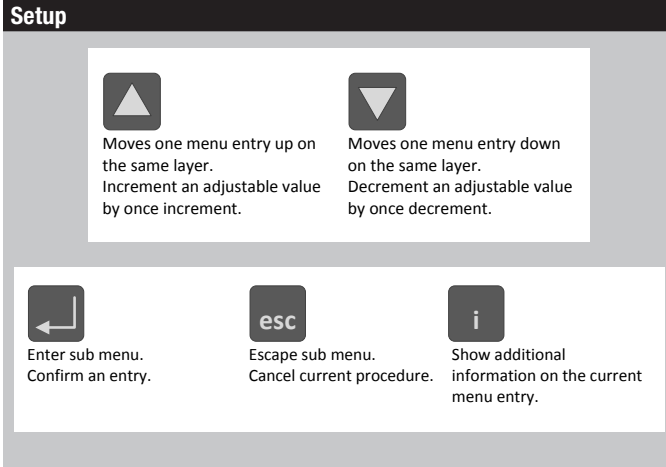 Setup
Moves one menu entry up on
the same layer.
Increment an adjustable value
by once increment.
Moves one menu entry down
on the same layer.
Decrement an adjustable value
by once decrement.
Enter sub menu.
Confirm an entry.
esc
Escape sub menu.
Cancel current procedure.
i
Show additional
information on the current
menu entry.